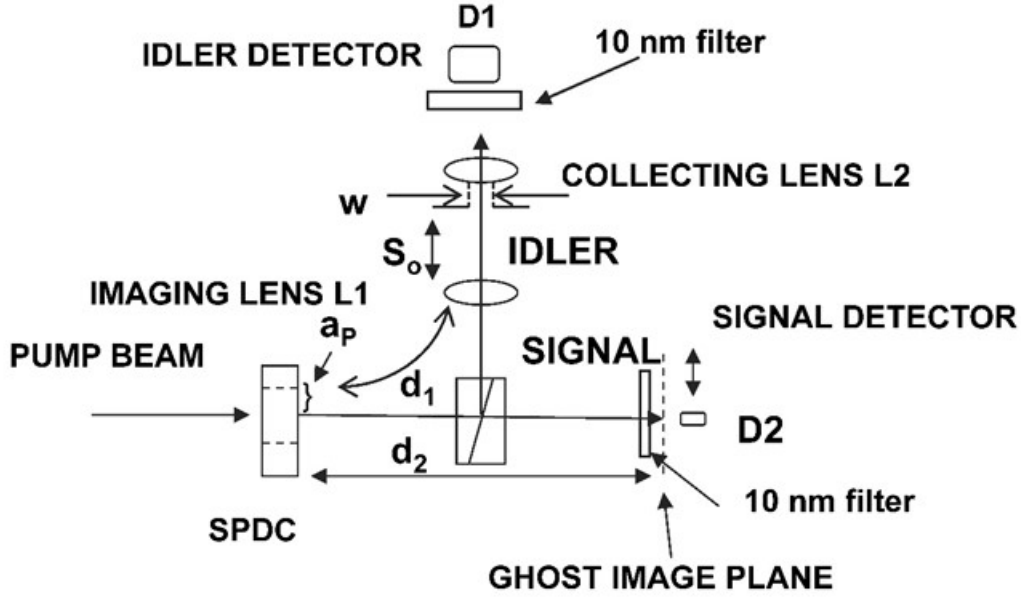 D1
IDLER DETECTOR
10 nm filter
COLLECTING LENS L2
w
So
IDLER
IMAGING LENS L1
aP
SIGNAL DETECTOR
PUMP BEAM
SIGNAL
d1
D2
d2
10 nm filter
SPDC
GHOST IMAGE PLANE